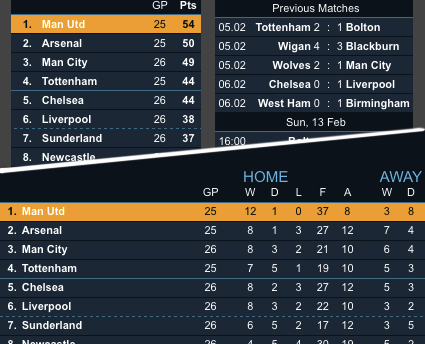 GP Pts
1. Man Utd 25 54
2. Arsenal 25 50
3. Man City 26 49
4. Tottenham 25 44
5. Chelsea 26 44
6. Liverpool 26 38
7. Sunderland 26 37
8. Newcastle
Previous Matches
05.02 Tottenham 2 : 1 Bolton
05.02 Wigan 4 : 3 Blackburn
05.02 Wolves 2 : 1 Man City
06.02 Chelsea 0 : 1 Liverpool
06.02 West Ham 0 : 1 Birmingham
Sun, 13 Feb
16:00
HOME AWAY
GP W D L F A W D
1. Man Utd 25 12 1 0 37 8 3 8
2. Arsenal 25 8 1 3 27 12 7 4
3. Man City 26 8 3 2 21 10 6 4
4. Tottenham 25 7 5 1 19 10 5 3
5. Chelsea 26 8 2 3 27 12 5 3
6. Liverpool 26 8 3 2 22 10 3 2
7. Sunderland 26 6 5 2 17 12 3 5
8. Newcastle 26 5 4 4 30 19